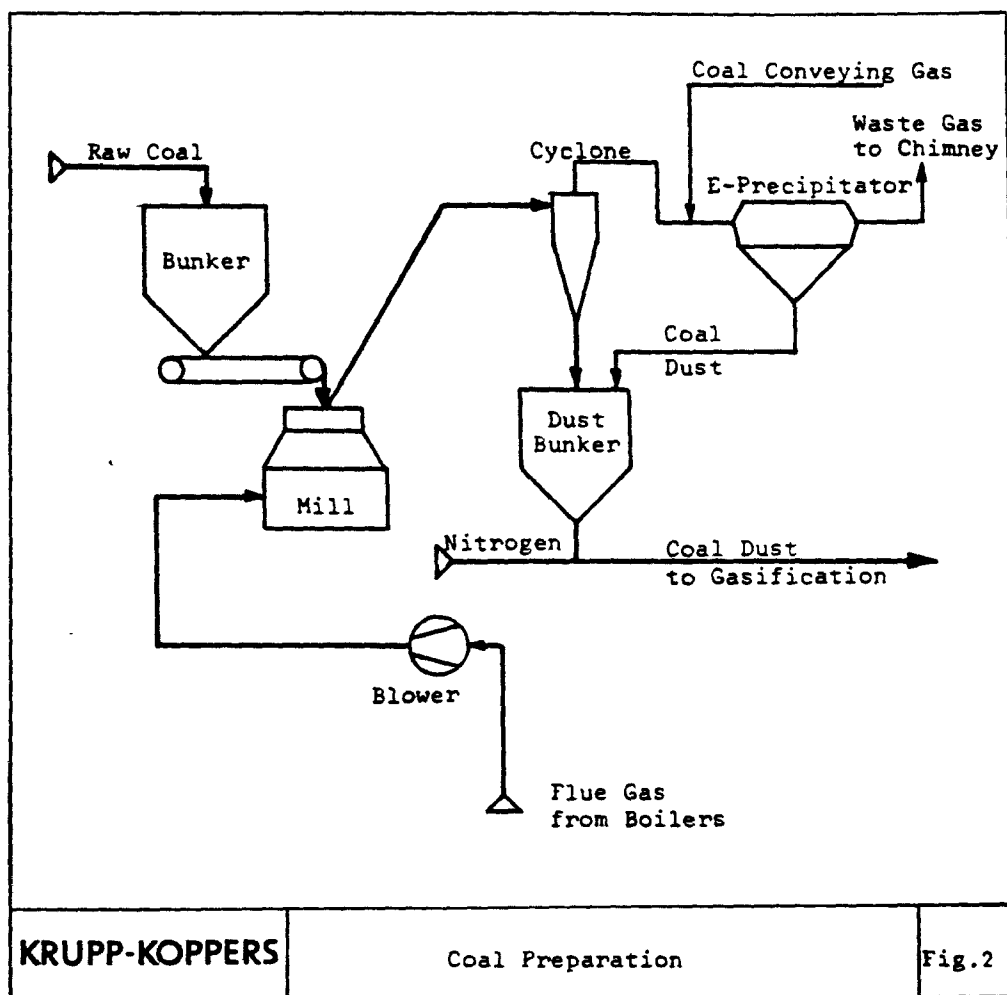 Coal Conveying Gas
Waste Gas
to Chimney
Raw Coal
Cyclone
E-Precipitator
Bunker
Coal
Dust
Dust
Bunker
Mill
Nitrogen
Coal Dust
to Gasification
Blower
Flue Gas
from Boilers
KRUPP-KOPPERS
Coal Preparation
Fig.2